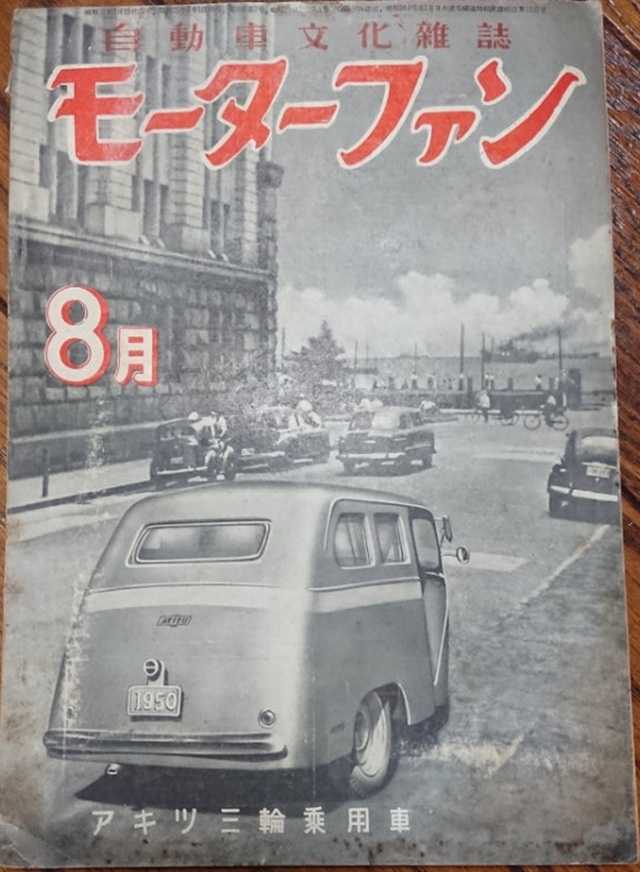 自動車文化雑誌
モーターファン
8月
1950
アキツ三輪乗用車